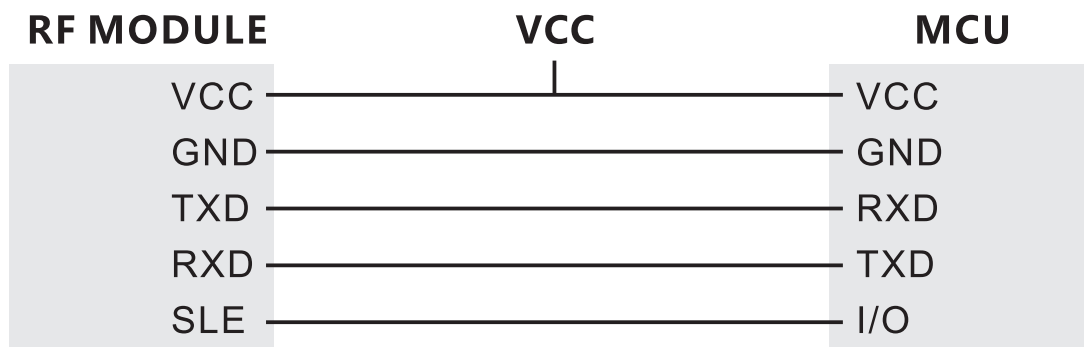 RF MODULE VCC MCU
VCC VCC
GND GND
TXD RXD
RXD TXD
SLE I/O